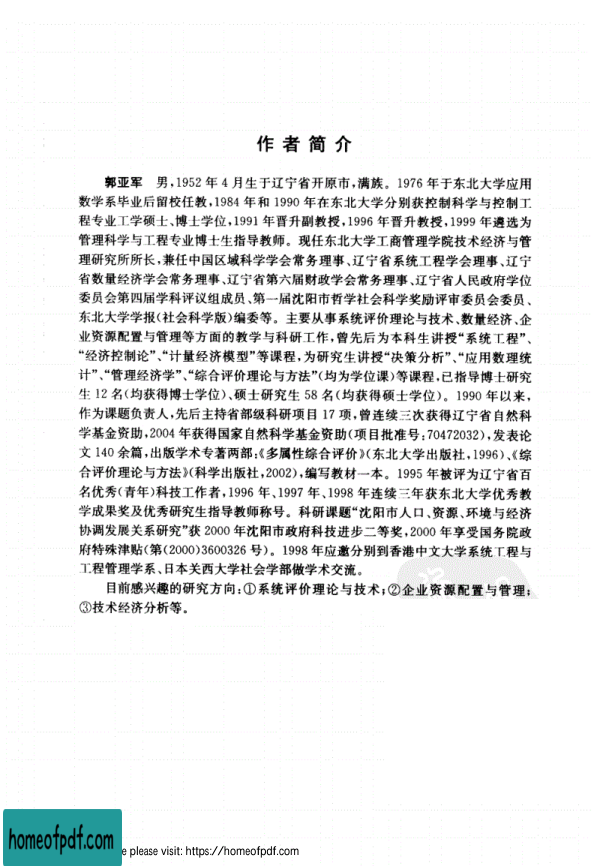 作者简介
郭亚军 男,1952年4月生于辽宁省开原市,满族。1976年于东北大学应用
数学系毕业后留校任教,1984年和1990年在东北大学分别获控制科学与控制工
程专业工学硕士、博士学位,1991年晋升副教授,1996年晋升教授,1999年遴选为
管理科学与工程专业博士生指导教师。现任东北大学工商管理学院技术经济与管
理研究所所长,兼任中国区域科学学会常务理事、辽宁省系统工程学会理事、辽宁
省数量经济学会常务理事、辽宁省第六届财政学会常务理事、辽宁省人民政府学位
委员会第四届学科评议组成员、第一届沈阳市哲学社会科学奖励评审委员会委员、
东北大学学报(社会科学版)编委等。主要从事系统评价理论与技术、数量经济、企
业资源配置与管理等方面的教学与科研工作,曾先后为本科生讲授“系统工程”、
“经济控制论”、“计量经济模型”等课程,为研究生讲授“决策分析”、“应用数理统
计”、“管理经济学”、“综合评价理论与方法”(均为学位课)等课程,已指导博士研究
生12名(均获得博士学位)、硕士研究生58名(均获得硕士学位)。1990年以来,
作为课题负责人,先后主持省部级科研项目17项,曾连续三次获得辽宁省自然科
学基金资助,2004年获得国家自然科学基金资助(项目批准号:70472032),发表论
文140余篇,出版学术专著两部:《多属性综合评价》(东北大学出版社,1996)、《综
合评价理论与方法》(科学出版社,2002),编写教材一本。1995年被评为辽宁省百
名优秀(青年)科技工作者,1996年、1997年、1998年连续三年获东北大学优秀教
学成果奖及优秀研究生指导教师称号。科研课题“沈阳市人口、资源、环境与经济
协调发展关系研究”获2000年沈阳市政府科技进步二等奖,2000年享受国务院政
府特殊津贴(第(2000)3600326号)。1998年应邀分别到香港中文大学系统工程与
工程管理学系、日本关西大学社会学部做学术交流。
目前感兴趣的研究方向:①系统评价理论与技术;②企业资源配置与管理;
③技术经济分析等。
homeofpdf.com
e please visit: https://homeofpdf.com